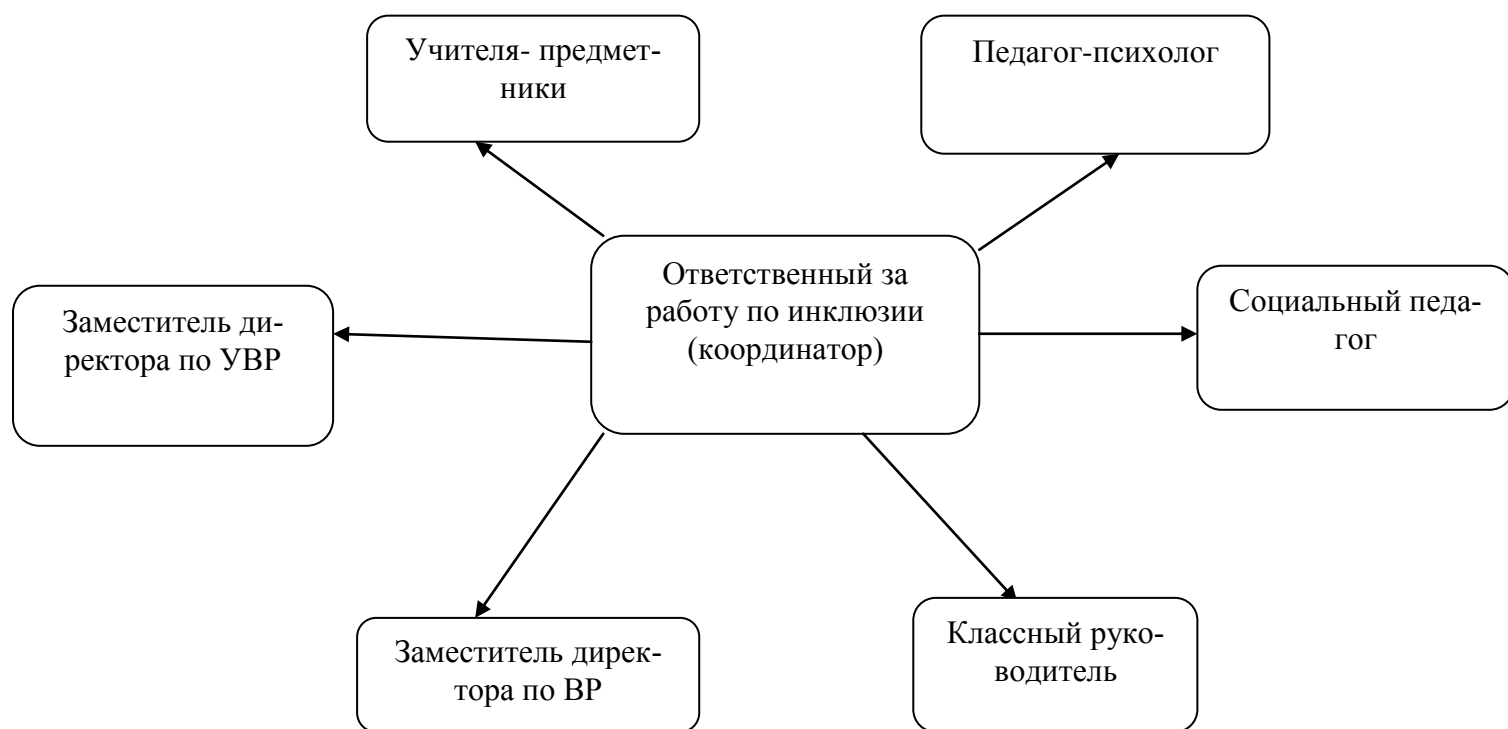 Учителя- предмет-
ники
Педагог-психолог
Ответственный за
работу по инклюзии
(координатор)
Социальный педа-
гог
Заместитель ди-
ректора по УВР
Заместитель дирек-
тора по ВР
Классный руко-
водитель